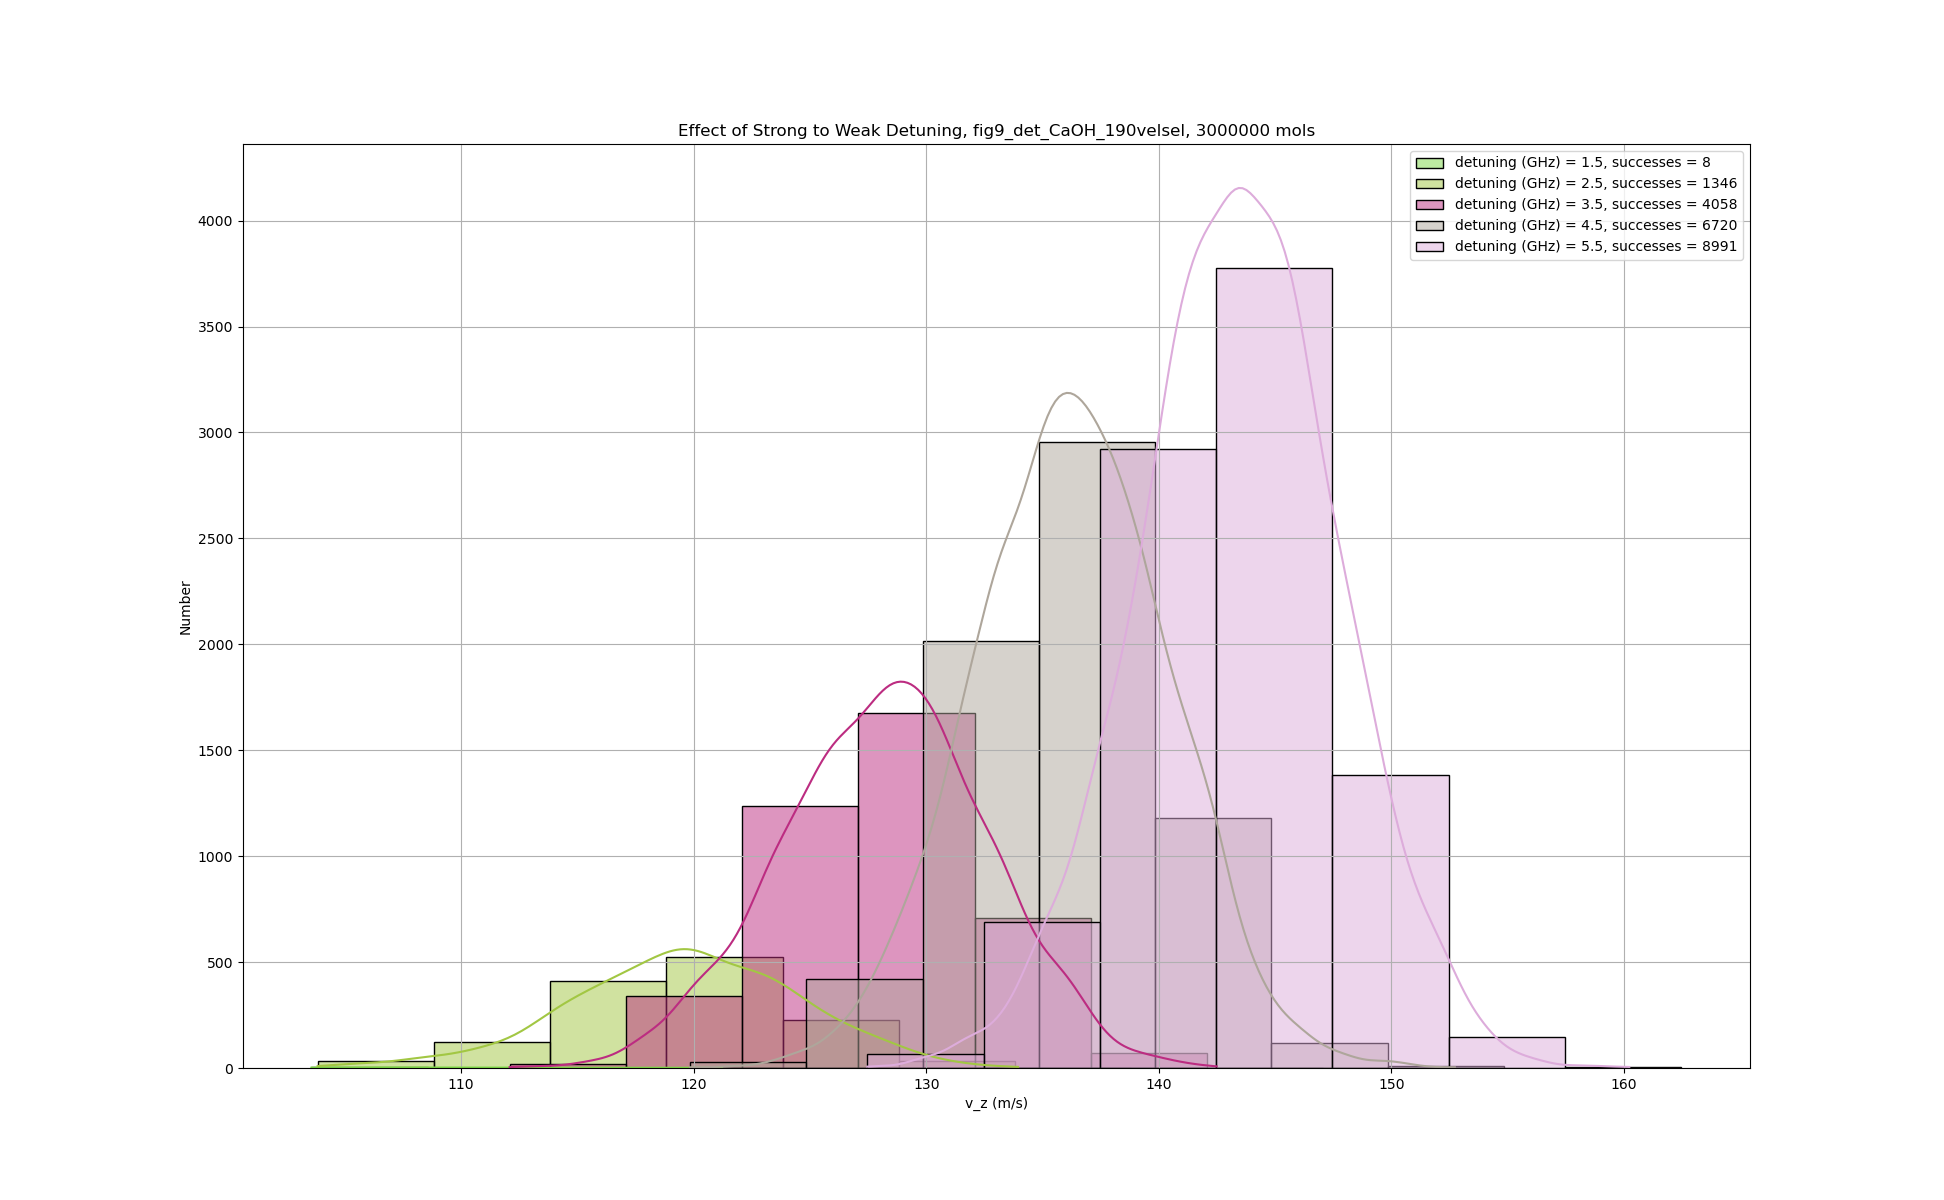 Effect of Strong to Weak Detuning, fig9_det_CaOH_190velsel, 3000000 mols
detuning (GHz) = 1.5, successes = 8
detuning (GHz) = 2.5, successes = 1346
detuning (GHz) = 3.5, successes = 4058
detuning (GHz) = 4.5, successes = 6720
detuning (GHz) = 5.5, successes = 8991
4000
3500
3000
2500
2000
1500
1000
500
0
Number
110 120 130 140 150 160
v_z (m/s)